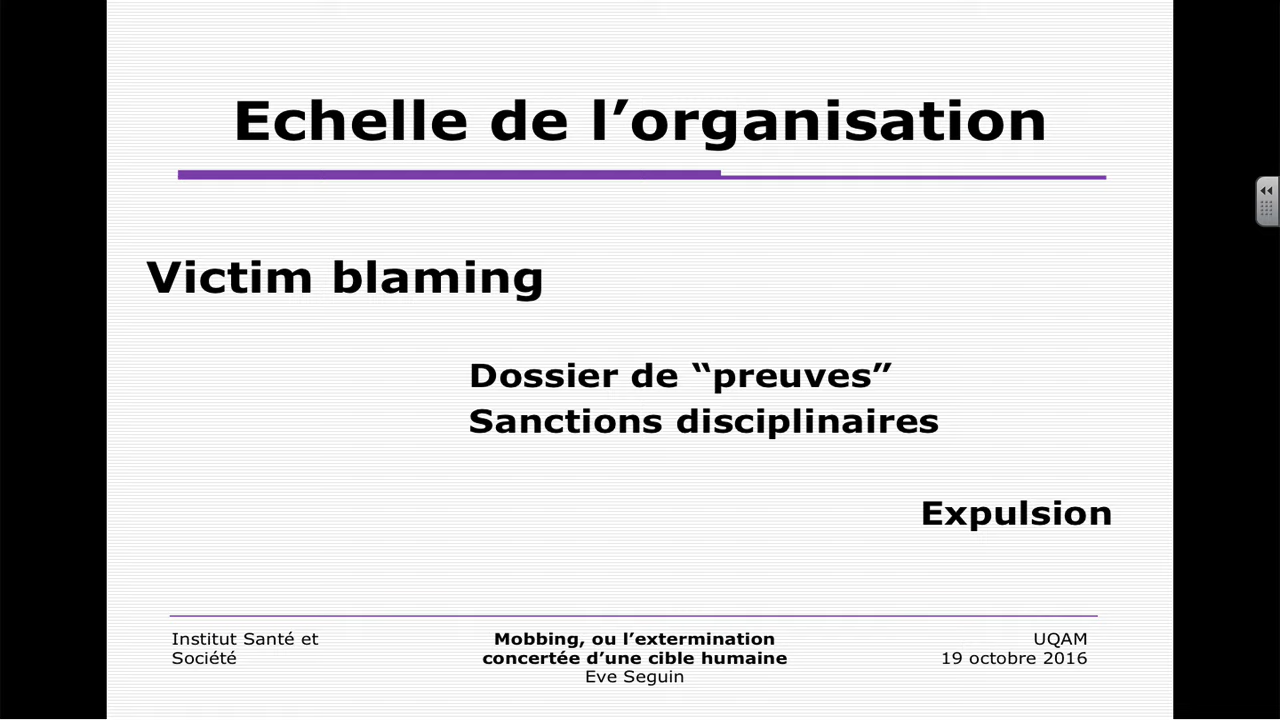 Echelle de l’organisation
Victim blaming
Dossier de “preuves”
Sanctions disciplinaires
Expulsion
Institut Santé et
Société
Mobbing, ou l’extermination
concertée d’une cible humaine
Eve Seguin
UQAM
19 octobre 2016